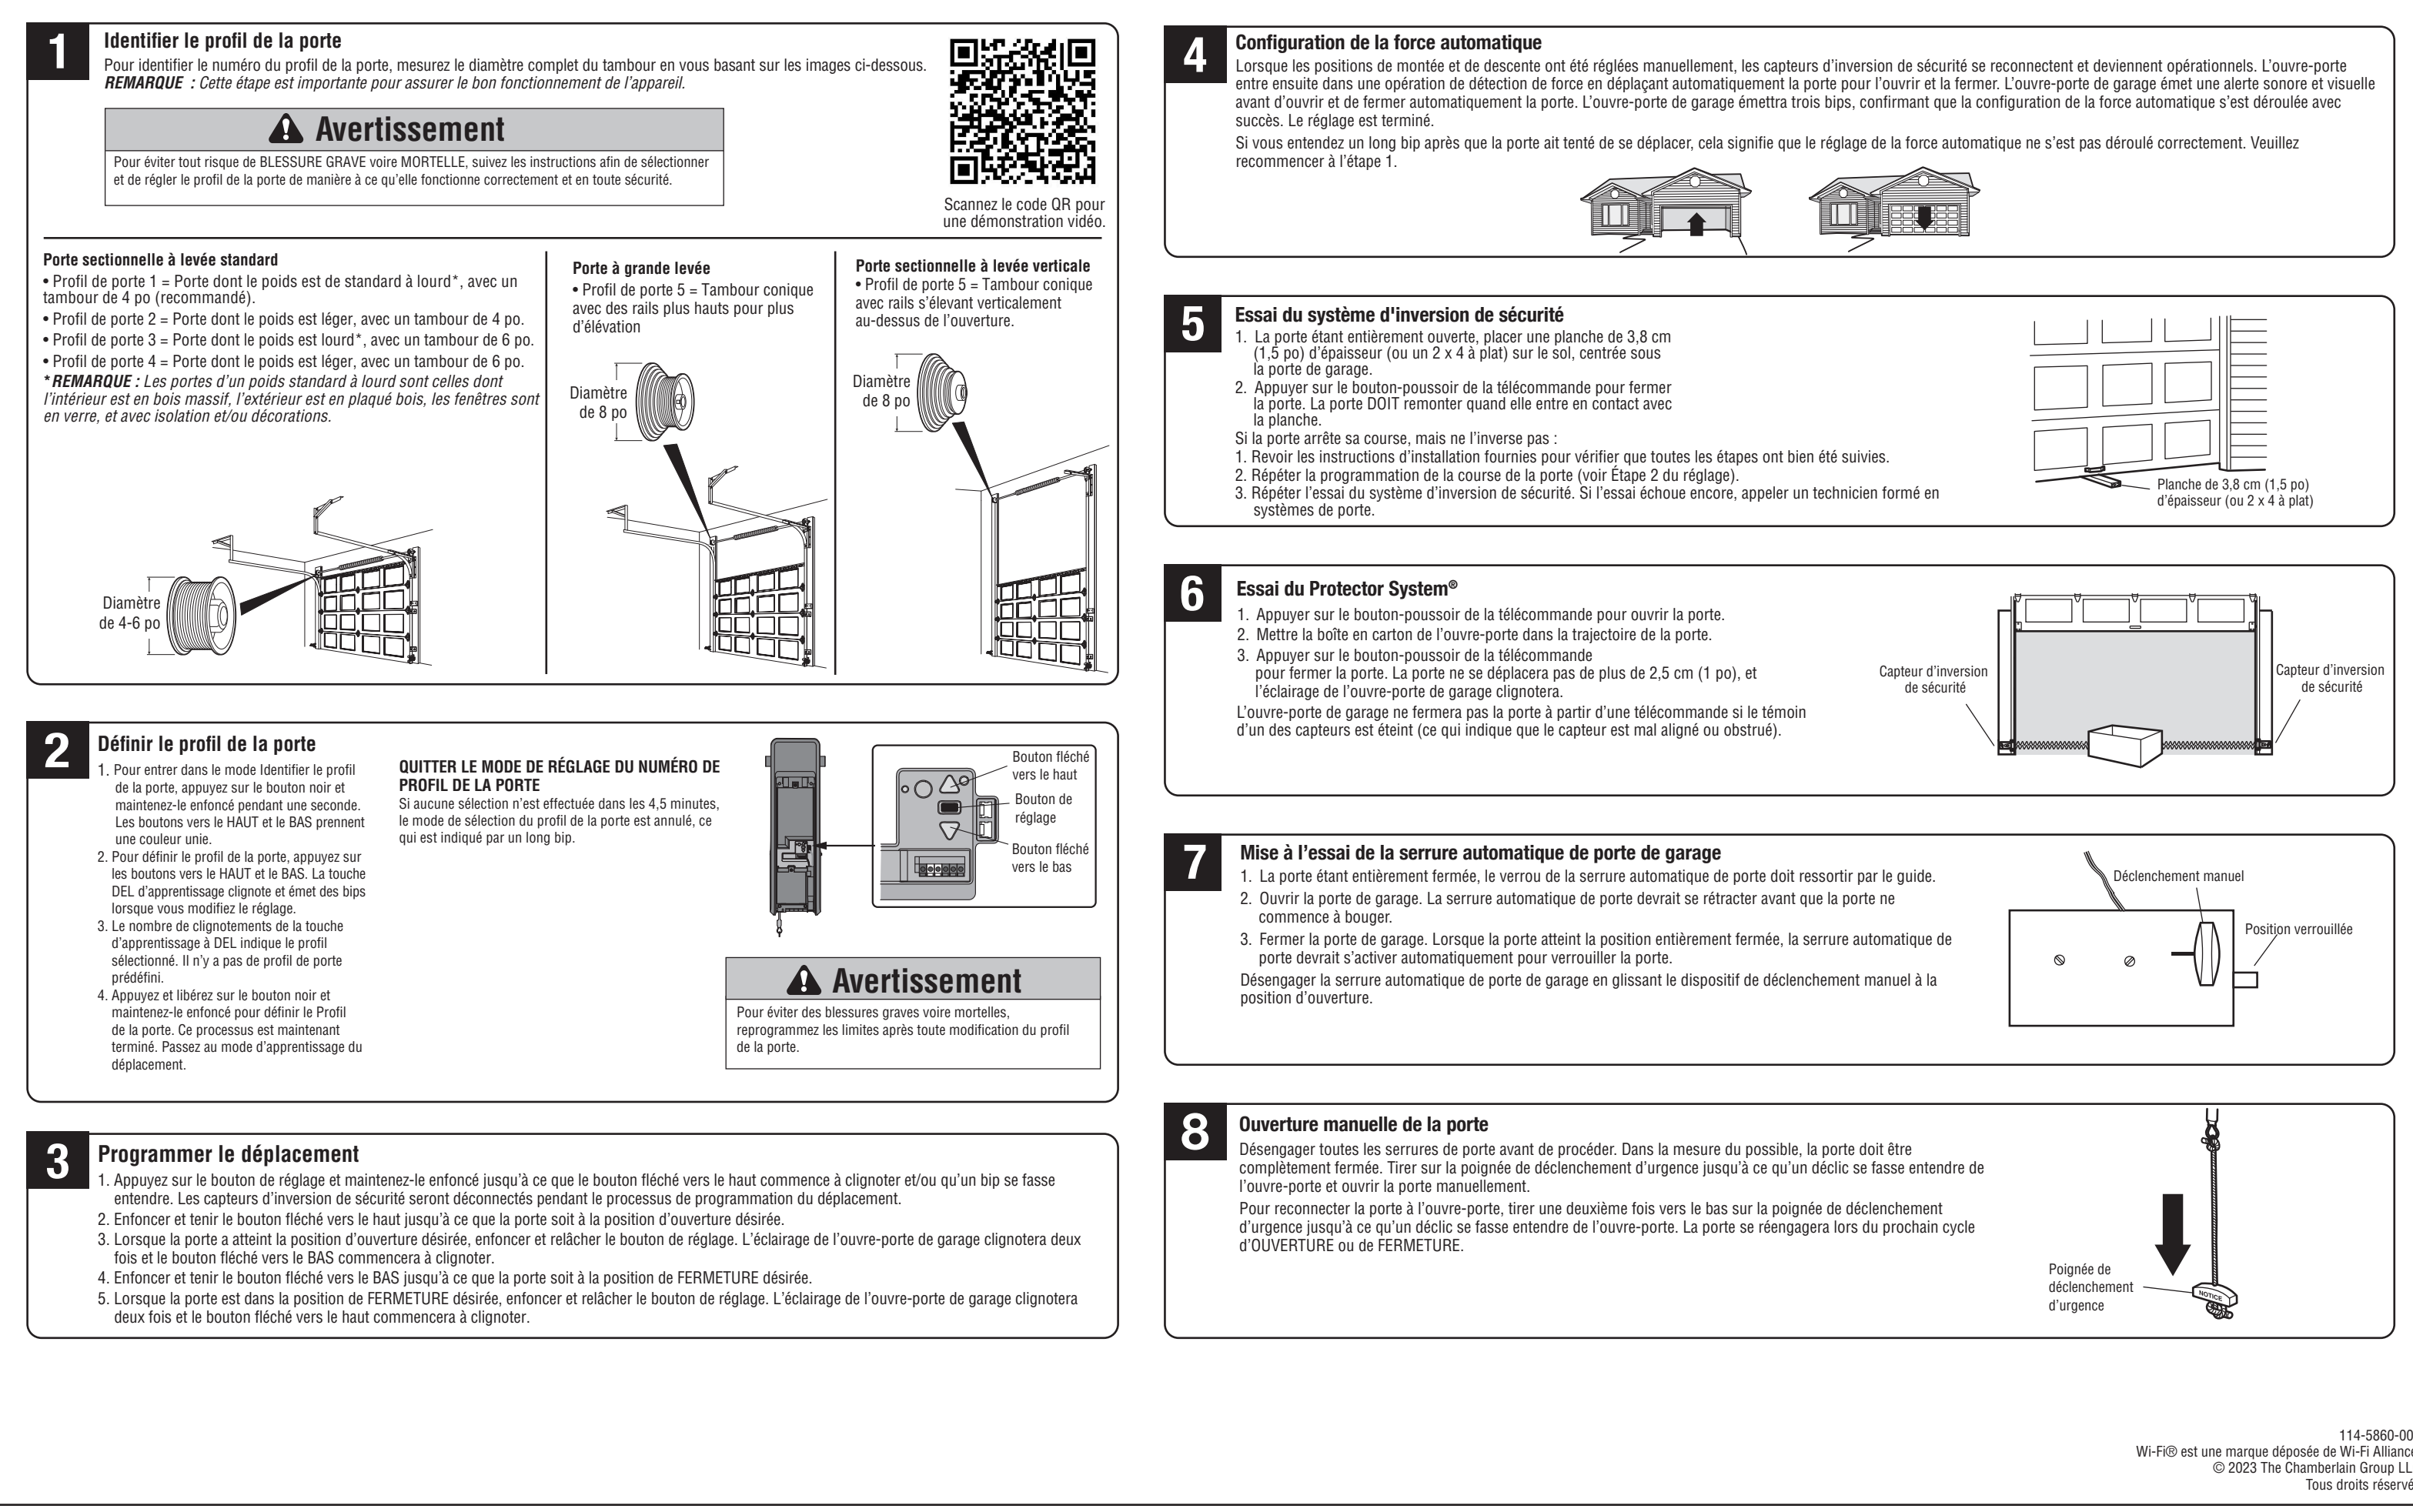 1
Identifier le profil de la porte
Pour identifier le numéro du profil de la porte, mesurez le diamètre complet du tambour en vous basant sur les images ci-dessous.
REMARQUE : Cette étape est importante pour assurer le bon fonctionnement de l'appareil.
Avertissement
Pour éviter tout risque de BLESSURE GRAVE voire MORTELLE, suivez les instructions afin de sélectionner
et de régler le profil de la porte de manière à ce qu'elle fonctionne correctement et en toute sécurité.
Scannez le code QR pour
une démonstration vidéo.
Porte sectionnelle à levée standard
• Profil de porte 1 = Porte dont le poids est de standard à lourd*, avec un
tambour de 4 po (recommandé).
• Profil de porte 2 = Porte dont le poids est léger, avec un tambour de 4 po.
• Profil de porte 3 = Porte dont le poids est lourd*, avec un tambour de 6 po.
• Profil de porte 4 = Porte dont le poids est léger, avec un tambour de 6 po.
*REMARQUE : Les portes d'un poids standard à lourd sont celles dont
l'intérieur est en bois massif, l'extérieur est en plaqué bois, les fenêtres sont
en verre, et avec isolation et/ou décorations.
Diamètre
de 4-6 po
Porte à grande levée
• Profil de porte 5 = Tambour conique
avec des rails plus hauts pour plus
d'élévation
Diamètre
de 8 po
Porte sectionnelle à levée verticale
• Profil de porte 5 = Tambour conique
avec rails s'élevant verticalement
au-dessus de l'ouverture.
Diamètre
de 8 po
2
Définir le profil de la porte
1. Pour entrer dans le mode Identifier le profil
de la porte, appuyez sur le bouton noir et
maintenez-le enfoncé pendant une seconde.
Les boutons vers le HAUT et le BAS prennent
une couleur unie.
2. Pour définir le profil de la porte, appuyez sur
les boutons vers le HAUT et le BAS. La touche
DEL d'apprentissage clignote et émet des bips
lorsque vous modifiez le réglage.
3. Le nombre de clignotements de la touche
d'apprentissage à DEL indique le profil
sélectionné. Il n'y a pas de profil de porte
prédéfini.
4. Appuyez et libérez sur le bouton noir et
maintenez-le enfoncé pour définir le Profil
de la porte. Ce processus est maintenant
terminé. Passez au mode d'apprentissage du
déplacement.
QUITTER LE MODE DE RÉGLAGE DU NUMÉRO DE
PROFIL DE LA PORTE
Si aucune sélection n'est effectuée dans les 4,5 minutes,
le mode de sélection du profil de la porte est annulé, ce
qui est indiqué par un long bip.
Bouton fléché
vers le haut
Bouton de
réglage
Bouton fléché
vers le bas
Avertissement
Pour éviter des blessures graves voire mortelles,
reprogrammez les limites après toute modification du profil
de la porte.
3
Programmer le déplacement
1. Appuyez sur le bouton de réglage et maintenez-le enfoncé jusqu'à ce que le bouton fléché vers le haut commence à clignoter et/ou qu'un bip se fasse
entendre. Les capteurs d'inversion de sécurité seront déconnectés pendant le processus de programmation du déplacement.
2. Enfoncer et tenir le bouton fléché vers le haut jusqu'à ce que la porte soit à la position d'ouverture désirée.
3. Lorsque la porte a atteint la position d'ouverture désirée, enfoncer et relâcher le bouton de réglage. L'éclairage de l'ouvre-porte de garage clignotera deux
fois et le bouton fléché vers le BAS commencera à clignoter.
4. Enfoncer et tenir le bouton fléché vers le BAS jusqu'à ce que la porte soit à la position de FERMETURE désirée.
5. Lorsque la porte est dans la position de FERMETURE désirée, enfoncer et relâcher le bouton de réglage. L'éclairage de l'ouvre-porte de garage clignotera
deux fois et le bouton fléché vers le haut commencera à clignoter.
4
Configuration de la force automatique
Lorsque les positions de montée et de descente ont été réglées manuellement, les capteurs d'inversion de sécurité se reconnectent et deviennent opérationnels. L'ouvre-porte
entre ensuite dans une opération de détection de force en déplaçant automatiquement la porte pour l'ouvrir et la fermer. L'ouvre-porte de garage émet une alerte sonore et visuelle
avant d'ouvrir et de fermer automatiquement la porte. L'ouvre-porte de garage émettra trois bips, confirmant que la configuration de la force automatique s'est déroulée avec
succès. Le réglage est terminé.
Si vous entendez un long bip après que la porte ait tenté de se déplacer, cela signifie que le réglage de la force automatique ne s'est pas déroulé correctement. Veuillez
recommencer à l'étape 1.
5
Essai du système d'inversion de sécurité
1. La porte étant entièrement ouverte, placer une planche de 3,8 cm
(1,5 po) d'épaisseur (ou un 2 x 4 à plat) sur le sol, centrée sous
la porte de garage.
2. Appuyer sur le bouton-poussoir de la télécommande pour fermer
la porte. La porte DOIT remonter quand elle entre en contact avec
la planche.
Si la porte arrête sa course, mais ne l'inverse pas :
1. Revoir les instructions d'installation fournies pour vérifier que toutes les étapes ont bien été suivies.
2. Répéter la programmation de la course de la porte (voir Étape 2 du réglage).
3. Répéter l'essai du système d'inversion de sécurité. Si l'essai échoue encore, appeler un technicien formé en
systèmes de porte.
Planche de 3,8 cm (1,5 po)
d'épaisseur (ou 2 x 4 à plat)
6
Essai du Protector System®
1. Appuyer sur le bouton-poussoir de la télécommande pour ouvrir la porte.
2. Mettre la boîte en carton de l'ouvre-porte dans la trajectoire de la porte.
3. Appuyer sur le bouton-poussoir de la télécommande
pour fermer la porte. La porte ne se déplacera pas de plus de 2,5 cm (1 po), et
l'éclairage de l'ouvre-porte de garage clignotera.
L'ouvre-porte de garage ne fermera pas la porte à partir d'une télécommande si le témoin
d'un des capteurs est éteint (ce qui indique que le capteur est mal aligné ou obstrué).
Capteur d'inversion
de sécurité
Capteur d'inversion
de sécurité
7
Mise à l'essai de la serrure automatique de porte de garage
1. La porte étant entièrement fermée, le verrou de la serrure automatique de porte doit ressortir par le guide.
2. Ouvrir la porte de garage. La serrure automatique de porte devrait se rétracter avant que la porte ne
commence à bouger.
3. Fermer la porte de garage. Lorsque la porte atteint la position entièrement fermée, la serrure automatique de
porte devrait s'activer automatiquement pour verrouiller la porte.
Désengager la serrure automatique de porte de garage en glissant le dispositif de déclenchement manuel à la
position d'ouverture.
Déclenchement manuel
Position verrouillée
8
Ouverture manuelle de la porte
Désengager toutes les serrures de porte avant de procéder. Dans la mesure du possible, la porte doit être
complètement fermée. Tirer sur la poignée de déclenchement d'urgence jusqu'à ce qu'un déclic se fasse entendre de
l'ouvre-porte et ouvrir la porte manuellement.
Pour reconnecter la porte à l'ouvre-porte, tirer une deuxième fois vers le bas sur la poignée de déclenchement
d'urgence jusqu'à ce qu'un déclic se fasse entendre de l'ouvre-porte. La porte se réengagera lors du prochain cycle
d'OUVERTURE ou de FERMETURE.
Poignée de
déclenchement
d'urgence
NOTICE
114-5860-00
Wi-Fi® est une marque déposée de Wi-Fi Alliance
© 2023 The Chamberlain Group LL
Tous droits réservé